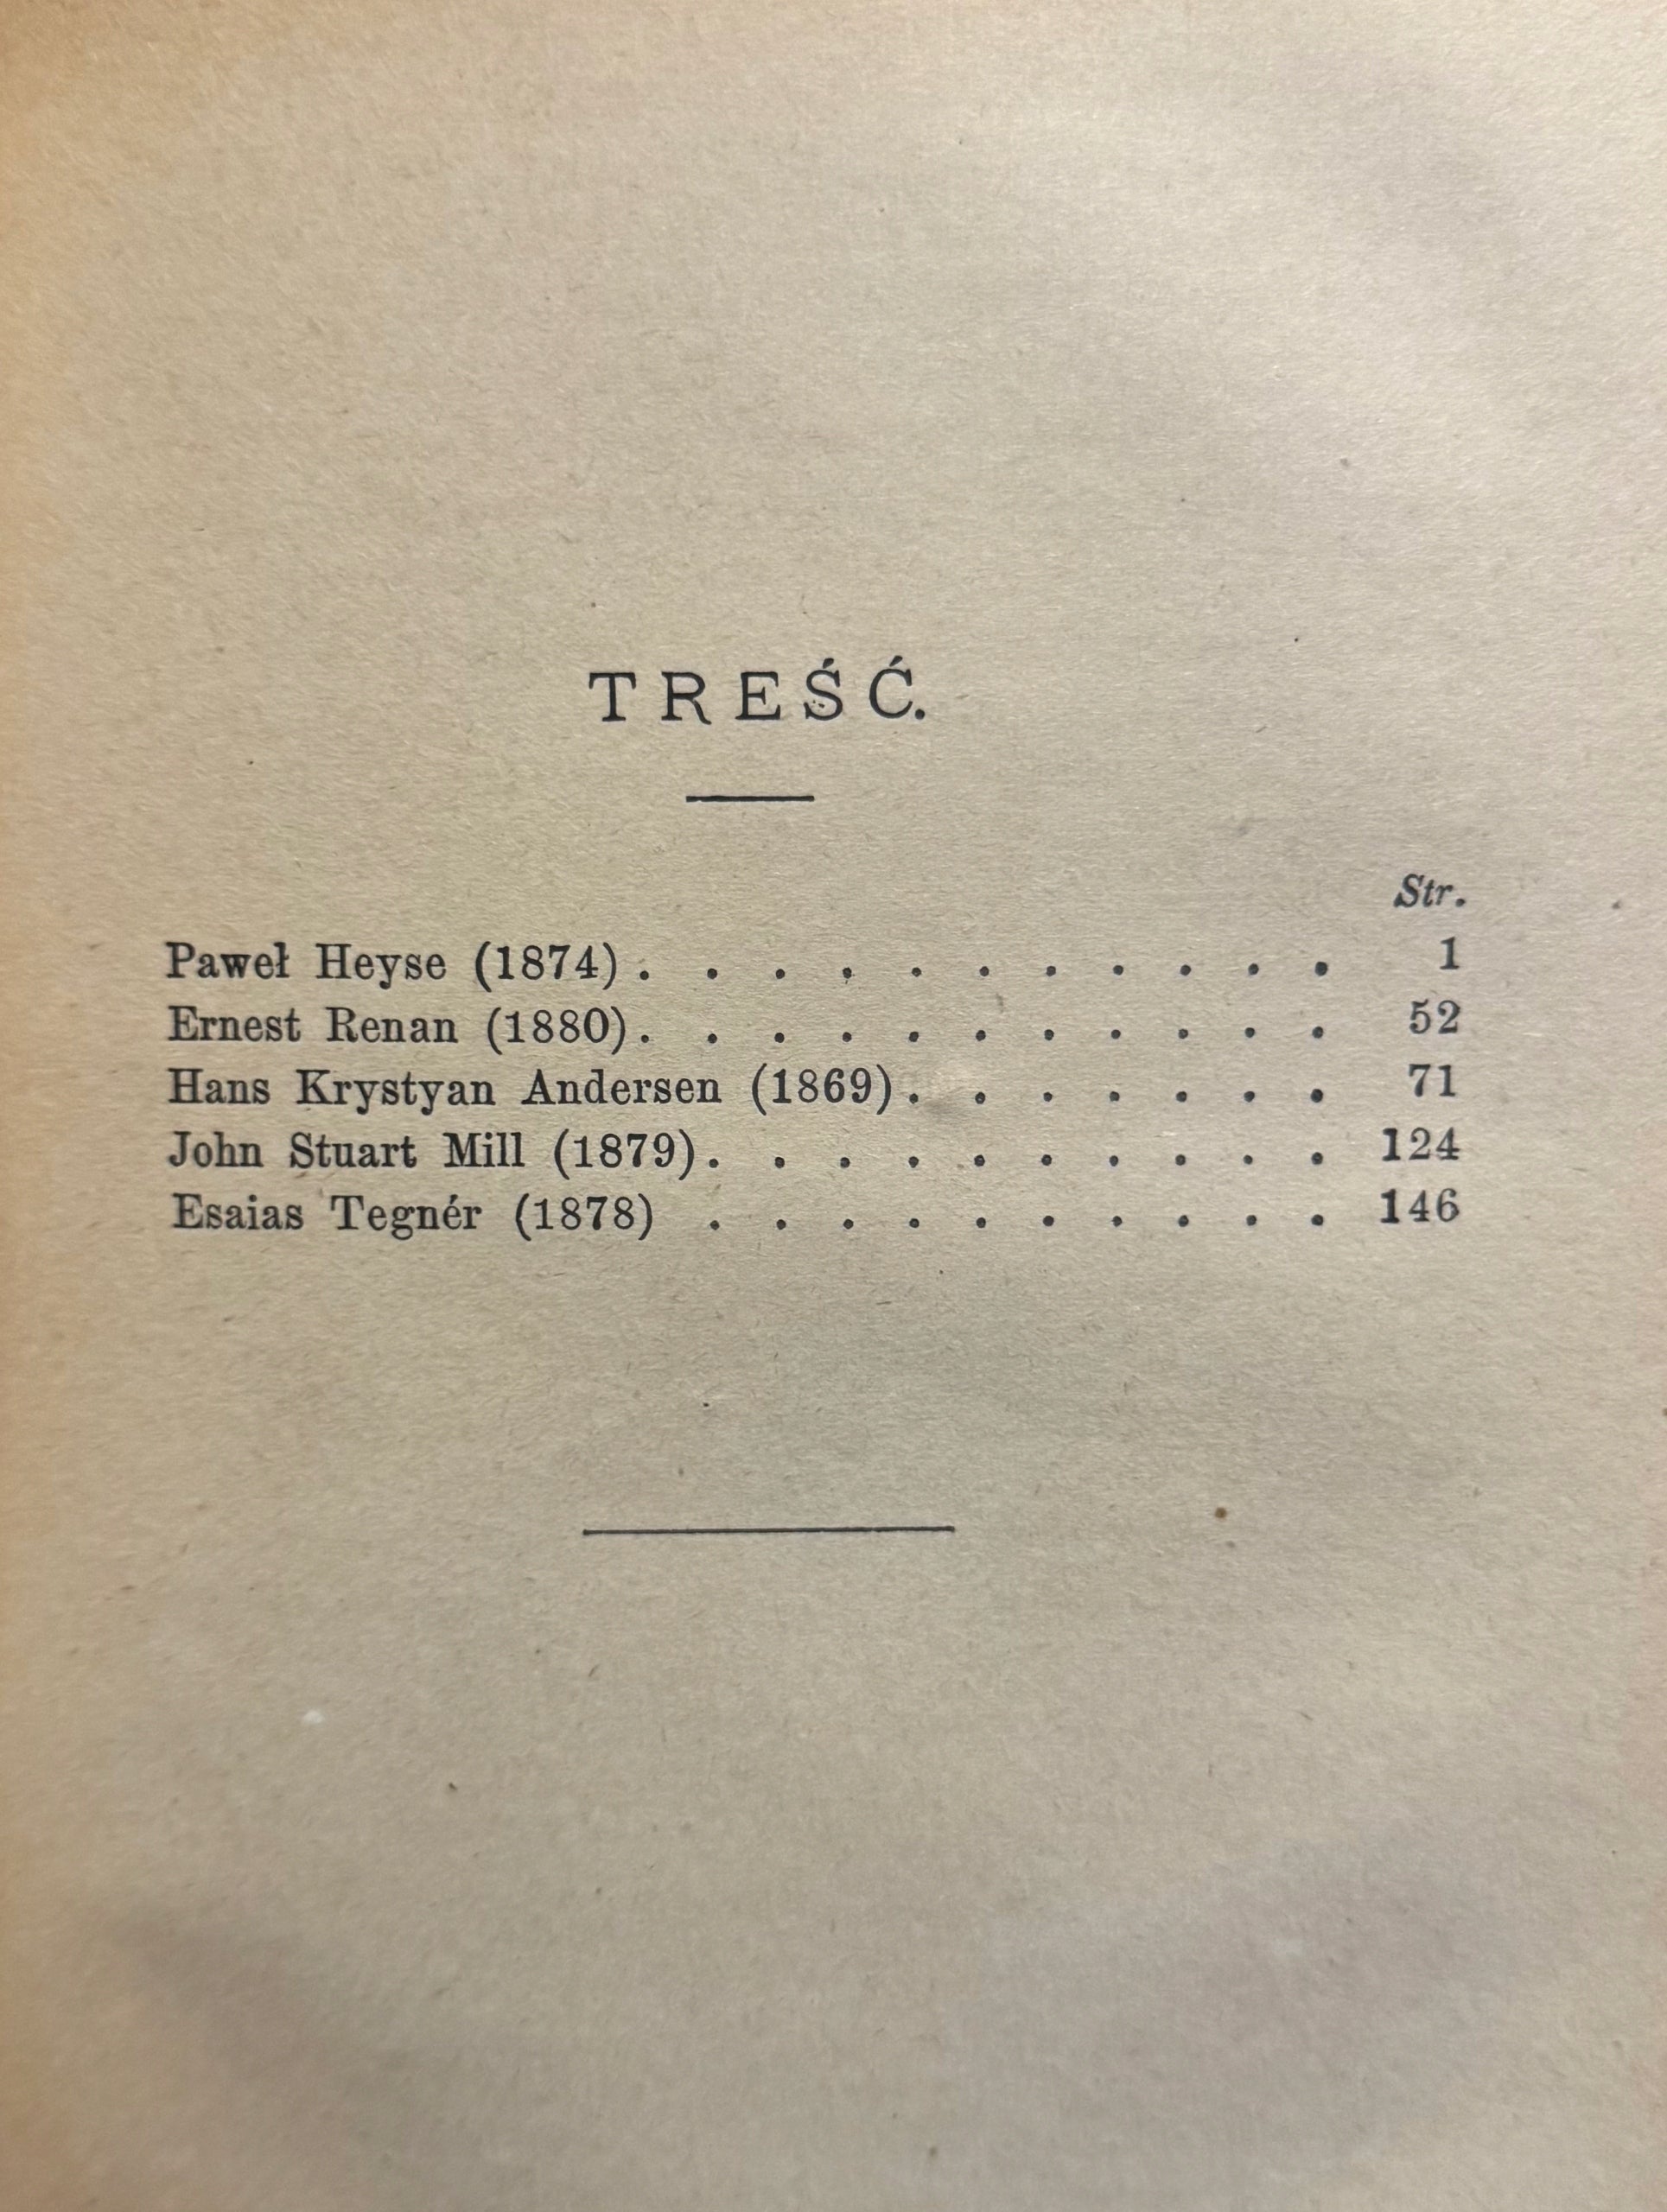 TREŚĆ.
Str.
Paweł Heyse (1874) . . . . . . . . . . . 1
Ernest Renan (1880) . . . . . . . . . . . 52
Hans Krystyan Andersen (1869) . . . . . . . 71
John Stuart Mill (1879) . . . . . . . . . . 124
Esaias Tegnér (1878) . . . . . . . . . . 146